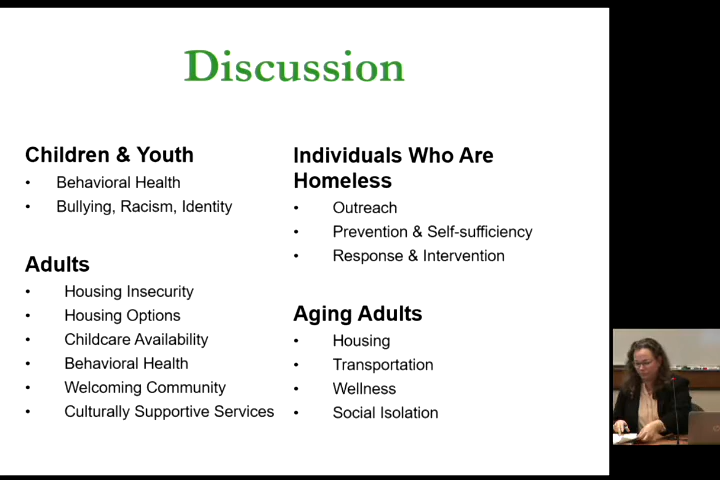 Discussion
Children & Youth
• Behavioral Health
• Bullying, Racism, Identity
Adults
• Housing Insecurity
• Housing Options
• Childcare Availability
• Behavioral Health
• Welcoming Community
• Culturally Supportive Services
Individuals Who Are
Homeless
• Outreach
• Prevention & Self-sufficiency
• Response & Intervention
Aging Adults
• Housing
• Transportation
• Wellness
• Social Isolation